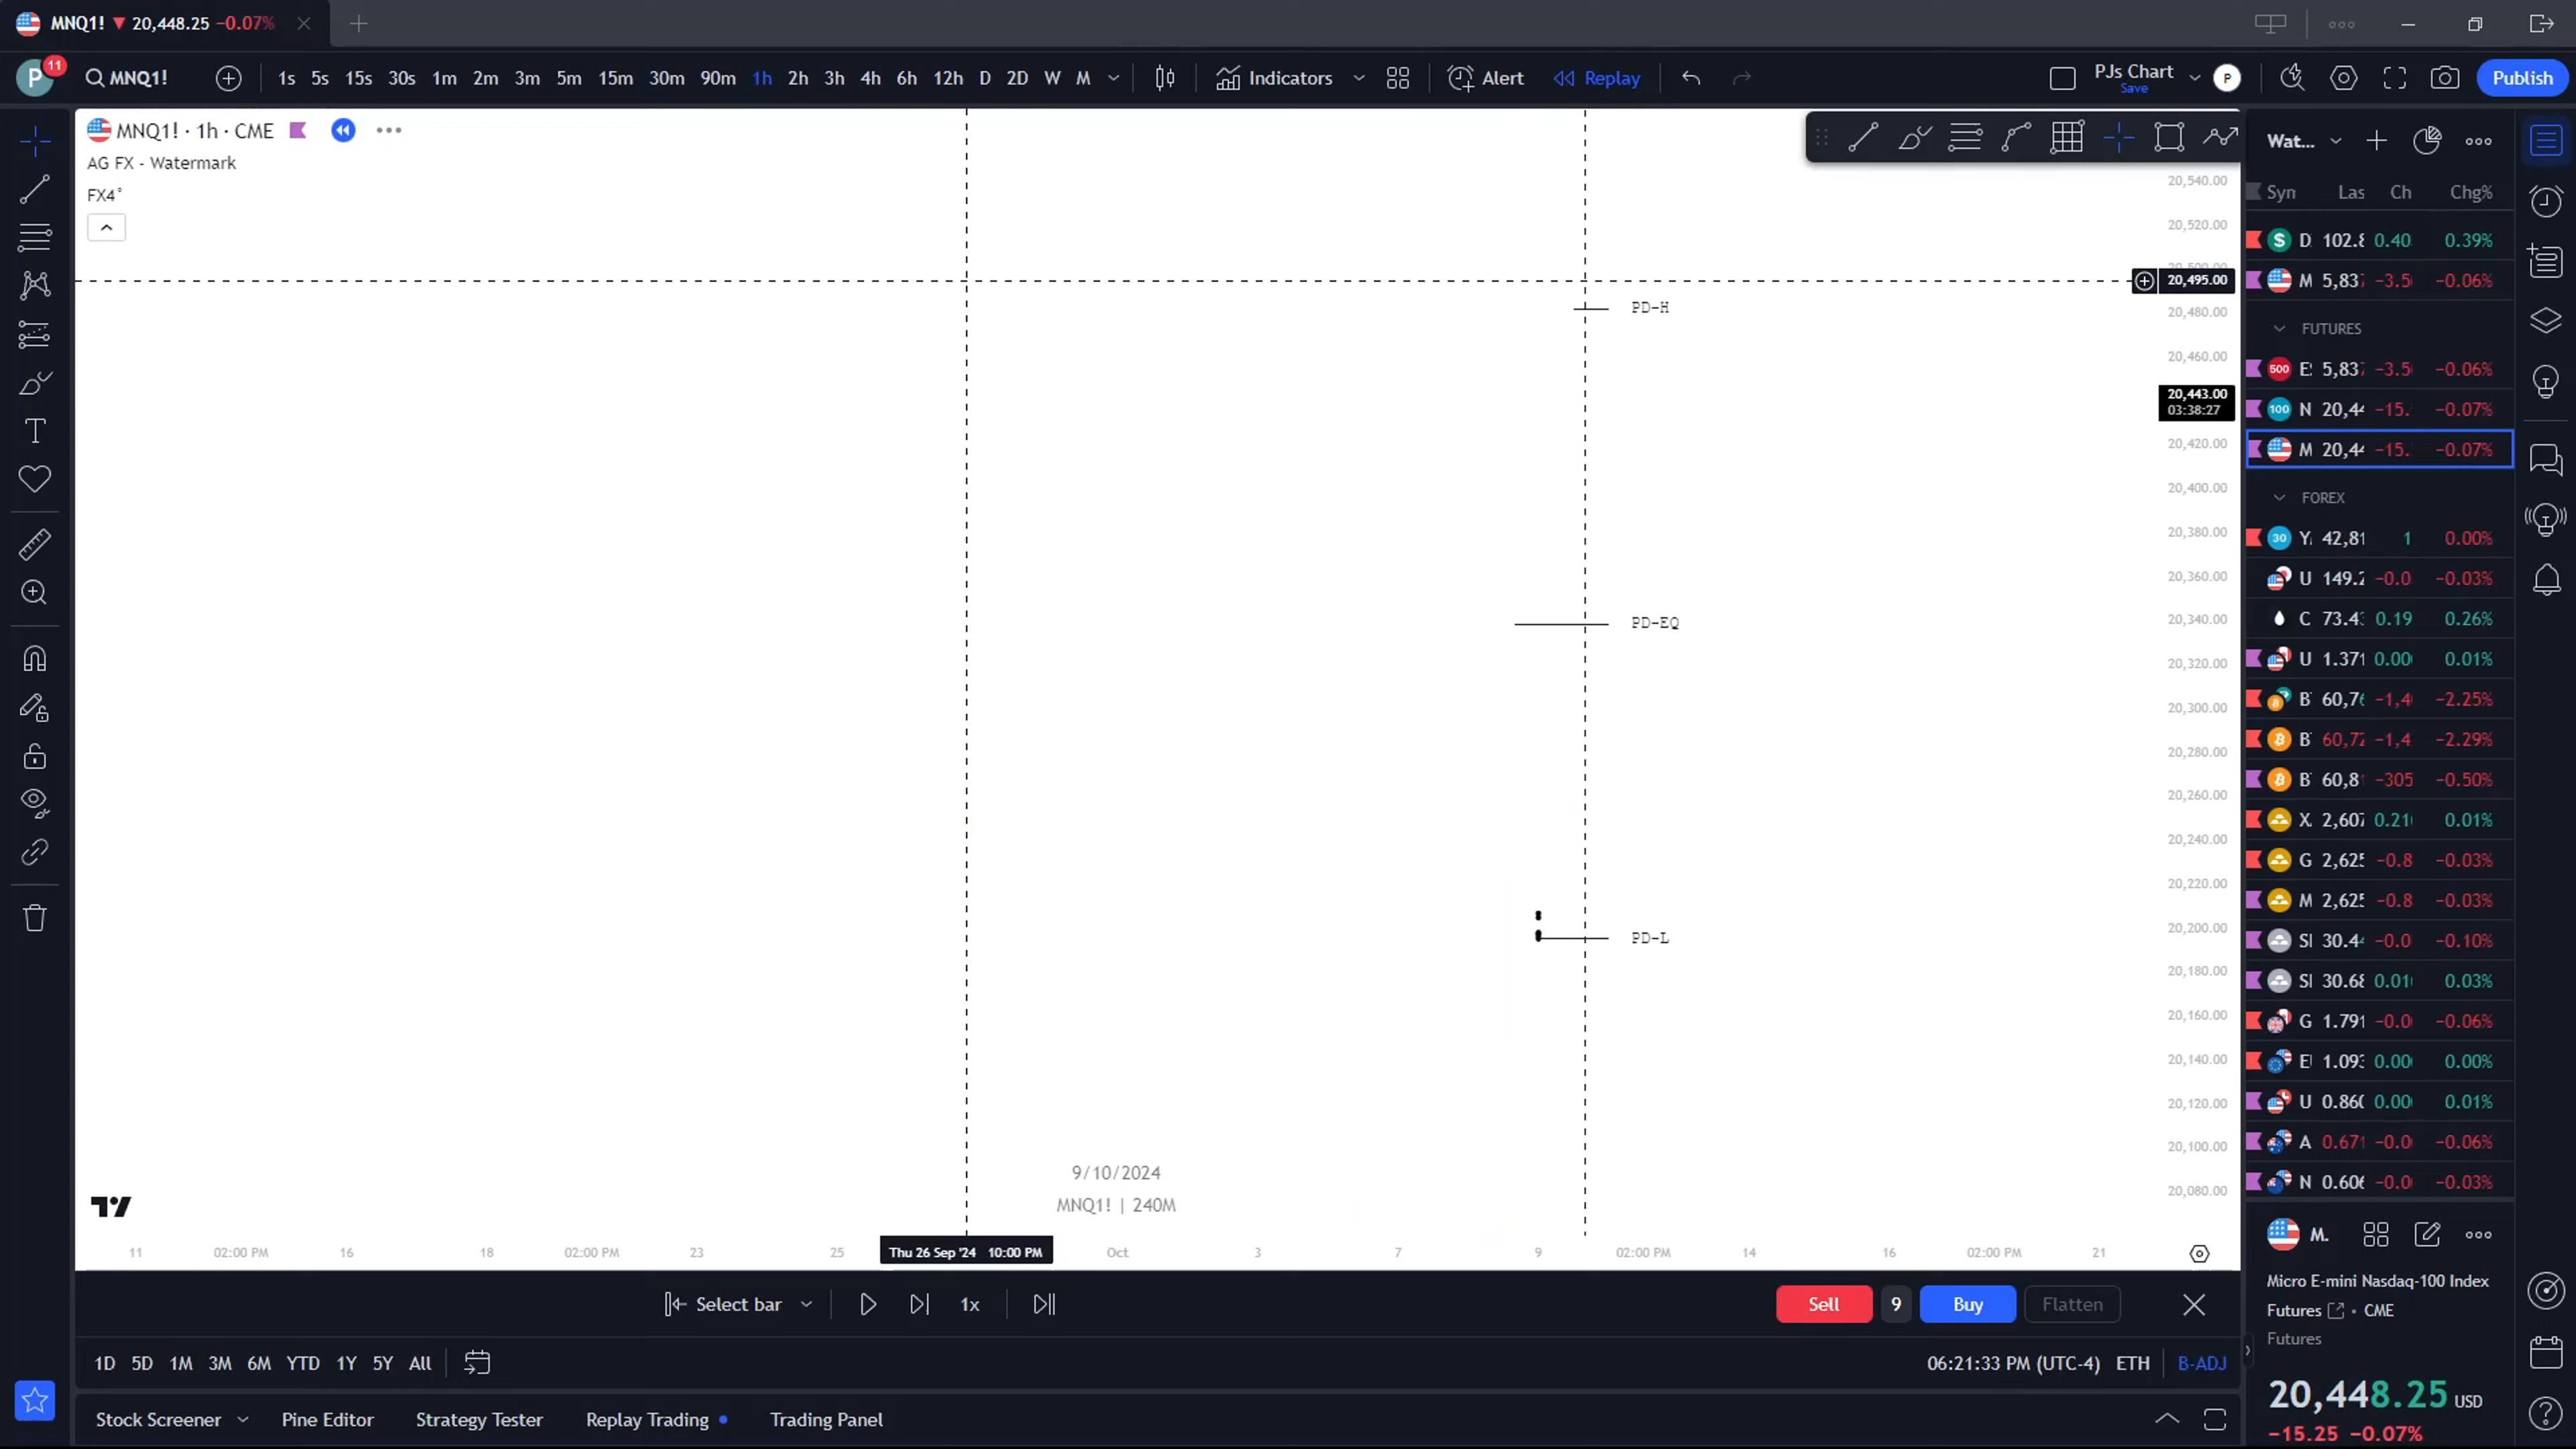 MNQ1! ▼ 20,448.25 −0.07%
P 11 MNQ1! 1s 5s 15s 30s 1m 2m 3m 5m 15m 30m 90m 1h 2h 3h 4h 6h 12h D 2D W M Indicators Alert Replay PJs Chart P Publish
Save
MNQ1! · 1h · CME
AG FX - Watermark
FX4°
20,540.00
20,520.00
20,495.00
PD-H
20,480.00
20,460.00
20,443.00
03:38:27
20,420.00
20,400.00
20,380.00
20,360.00
20,340.00
PD-EQ
20,320.00
20,300.00
20,280.00
20,260.00
20,240.00
20,220.00
20,200.00
PD-L
20,180.00
20,160.00
20,140.00
20,120.00
20,100.00
20,080.00
9/10/2024
MNQ1! | 240M
11 02:00 PM 16 18 02:00 PM 23 25 Thu 26 Sep '24 10:00 PM Oct 3 7 9 02:00 PM 14 16 02:00 PM 21
Select bar 1x Sell 9 Buy Flatten
1D 5D 1M 3M 6M YTD 1Y 5Y All 06:21:33 PM (UTC-4) ETH B-ADJ
Stock Screener Pine Editor Strategy Tester Replay Trading Trading Panel
Wat...
Syn Las Ch Chg%
D 102.8 0.40 0.39%
M 5,837 −3.5 −0.06%
FUTURES
500 E 5,837 −3.5 −0.06%
100 N 20,44 −15. −0.07%
M 20,44 −15. −0.07%
FOREX
30 Y 42,81 1 0.00%
U 149.2 −0.0 −0.03%
C 73.4 0.19 0.26%
U 1.371 0.00 0.01%
B 60,76 −1,4 −2.25%
B 60,72 −1,4 −2.29%
B 60,81 −305 −0.50%
X 2,607 0.21 0.01%
G 2,625 −0.8 −0.03%
M 2,625 −0.8 −0.03%
SI 30.44 −0.0 −0.10%
SI 30.68 0.01 0.03%
G 1.791 −0.0 −0.06%
E 1.093 0.00 0.00%
U 0.860 0.00 0.01%
A 0.671 −0.0 −0.06%
N 0.606 −0.0 −0.03%
M.
Micro E-mini Nasdaq-100 Index
Futures · CME
Futures
20,448.25 USD
−15.25 −0.07%